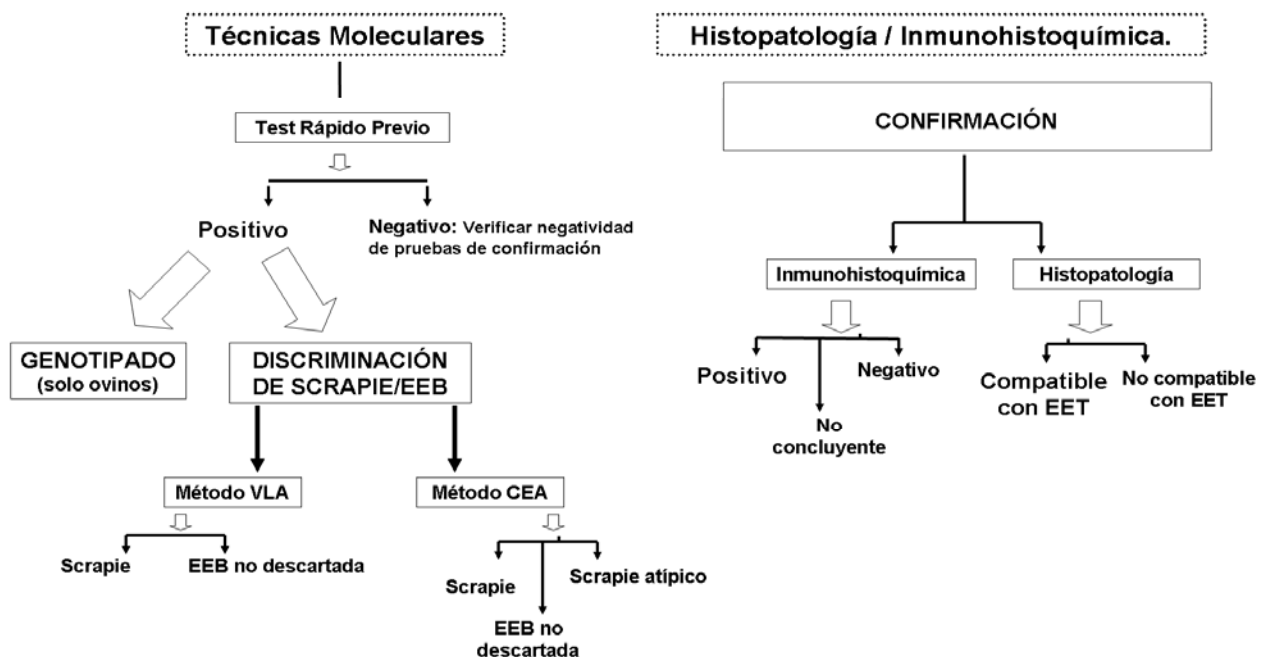 Técnicas Moleculares
Test Rápido Previo
Positivo
Negativo: Verificar negatividad
de pruebas de confirmación
GENOTIPADO
(solo ovinos)
DISCRIMINACIÓN
DE SCRAPIE/EEB
Método VLA
Scrapie
EEB no descartada
Método CEA
Scrapie
EEB no
descartada
Scrapie atípico
Histopatología / Inmunohistoquímica.
CONFIRMACIÓN
Inmunohistoquímica
Positivo
No
concluyente
Negativo
Histopatología
Compatible
con EET
No compatible
con EET